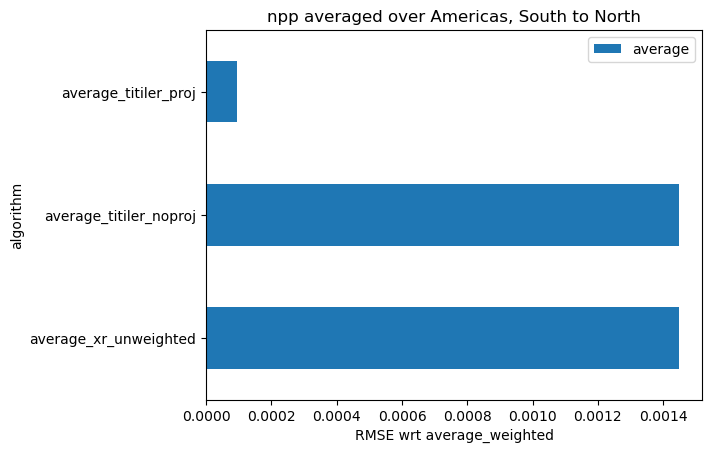 npp averaged over Americas, South to North
average
average_titiler_proj
average_titiler_noproj
average_xr_unweighted
algorithm
0.0000 0.0002 0.0004 0.0006 0.0008 0.0010 0.0012 0.0014
RMSE wrt average_weighted